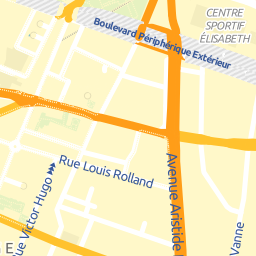 CENTRE
SPORTIF
ÉLISABETH
Boulevard Périphérique Extérieur
Rue Louis Rolland
Avenue Aristide
Rue Victor Hugo
Vanne
E